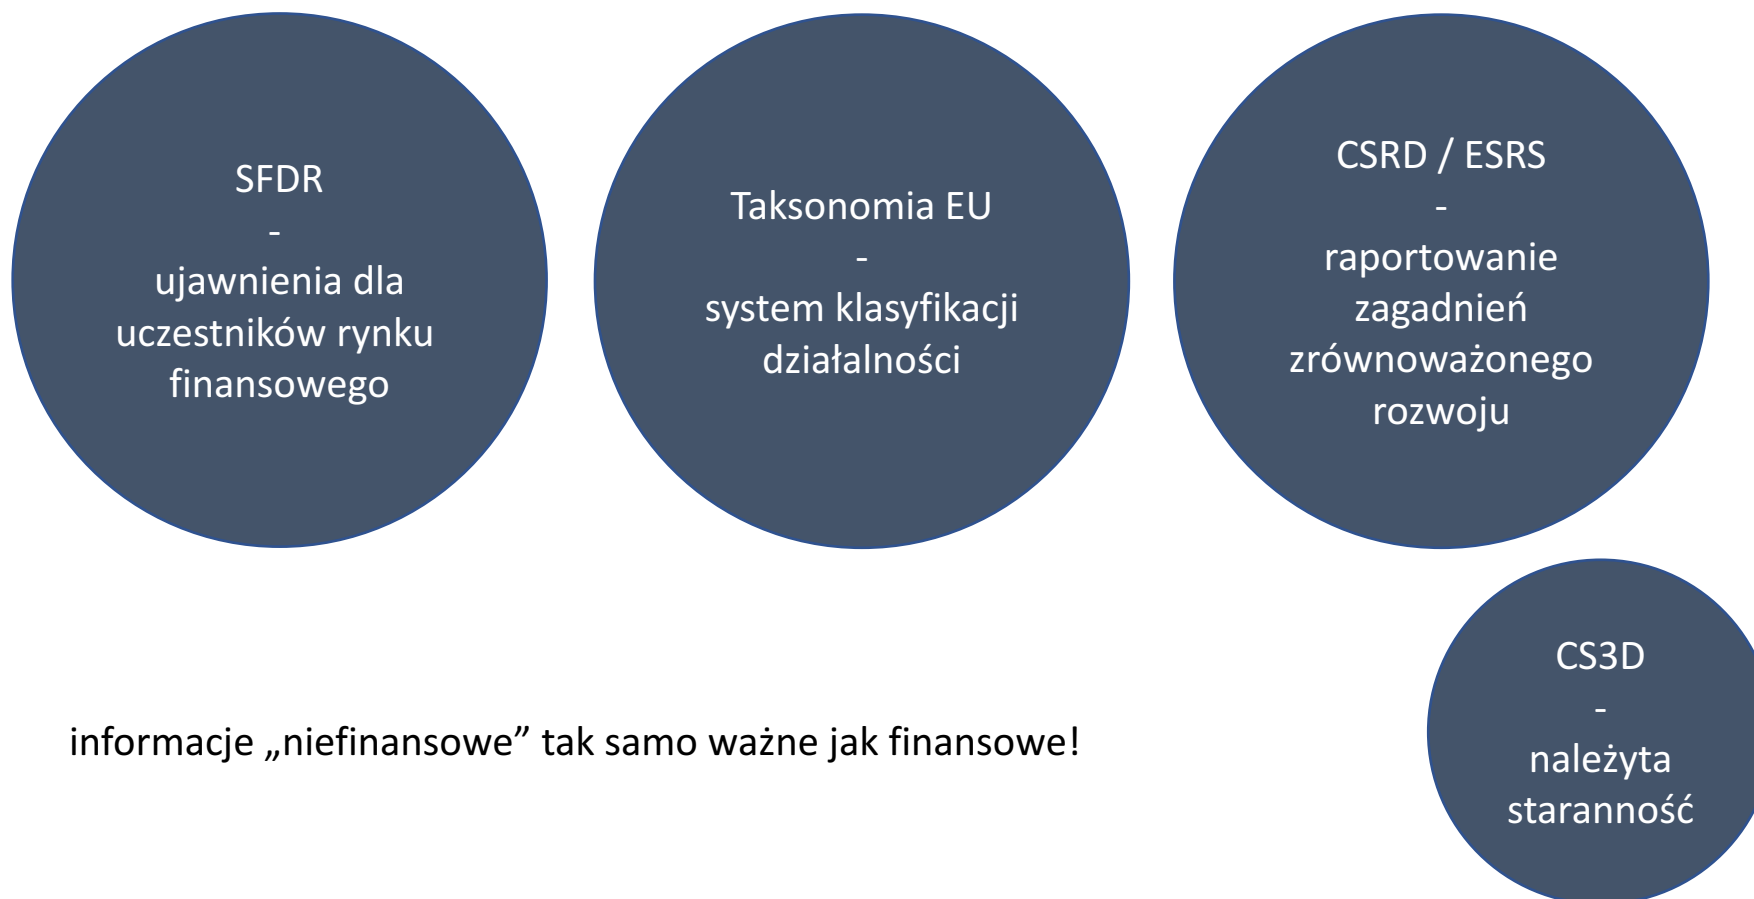 SFDR
-
ujawnienia dla
uczestników rynku
finansowego
Taksonomia EU
-
system klasyfikacji
działalności
CSRD / ESRS
-
raportowanie
zagadnień
zrównoważonego
rozwoju
CS3D
-
należyta
staranność
informacje „niefinansowe” tak samo ważne jak finansowe!